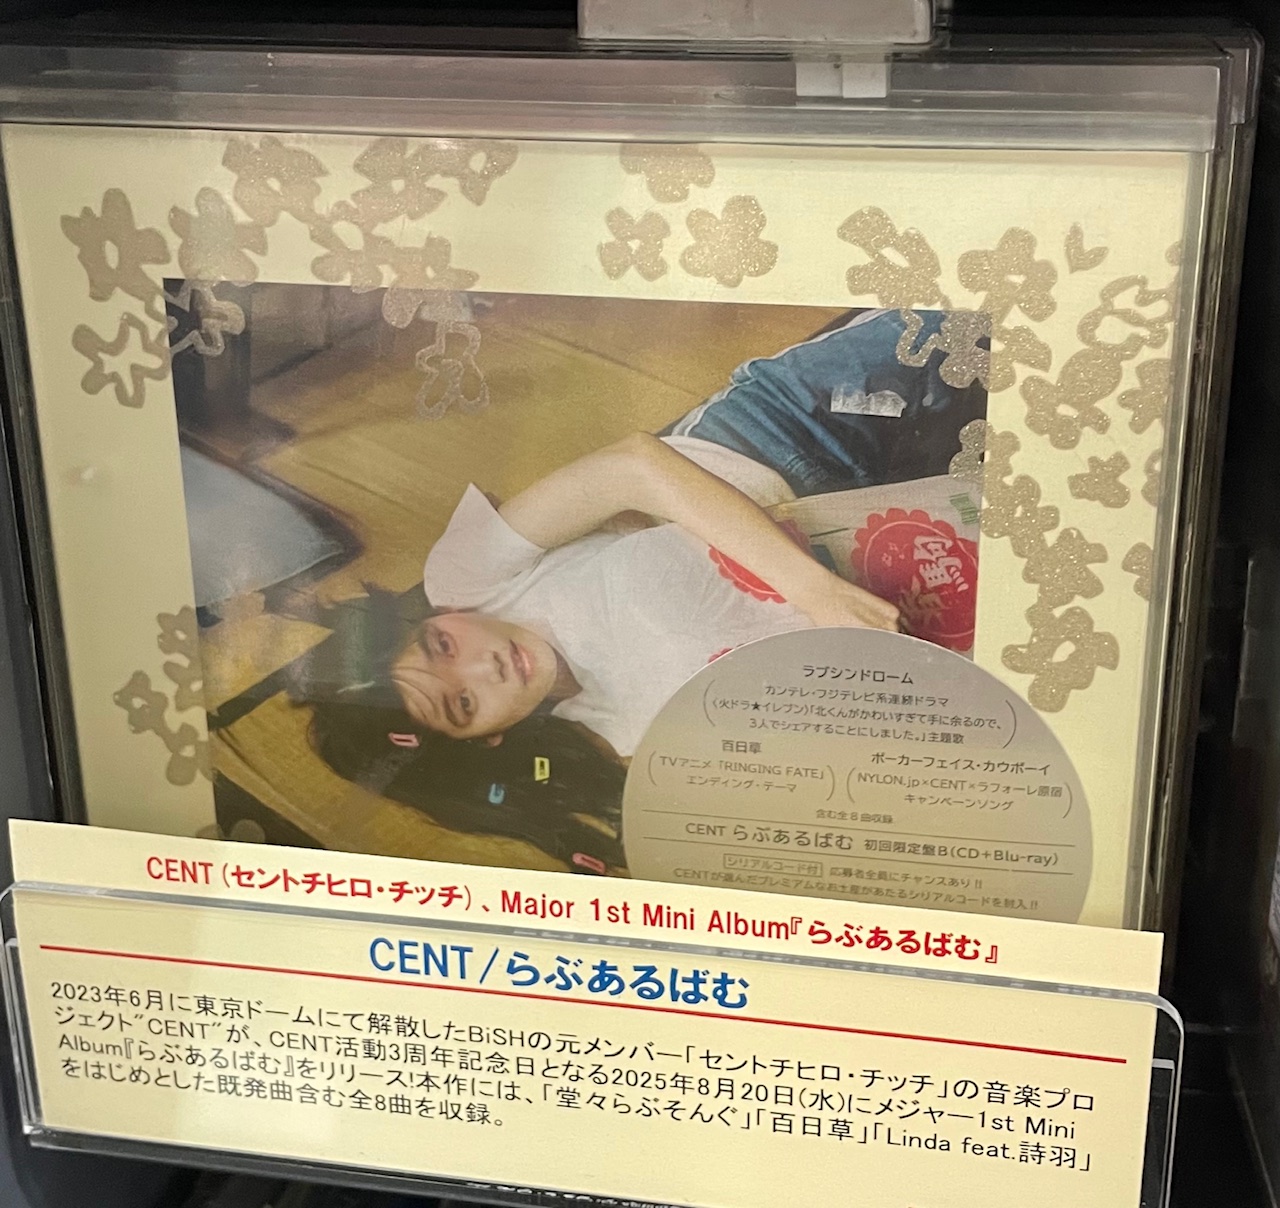 ラブシンドローム
カンテレ・フジテレビ系連続ドラマ
〈火ドラ★イレブン〉「北くんがかわいすぎて手に余るので、
3人でシェアすることにしました。」主題歌
百日草
TVアニメ「RINGING FATE」
エンディング・テーマ
ポーカーフェイス・カウボーイ
NYLON.jp×CENT×ラフォーレ原宿
キャンペーンソング
含む全8曲収録
CENT らぶあるばむ 初回限定盤B(CD+Blu-ray)
シリアルコード付 応募者全員にチャンスあり!!
CENTが選んだプレミアムなお土産があたるシリアルコードを封入!!
CENT(セントチヒロ・チッチ)、Major 1st Mini Album『らぶあるばむ』
CENT/らぶあるばむ
2023年6月に東京ドームにて解散したBiSHの元メンバー「セントチヒロ・チッチ」の音楽プロ
ジェクト"CENT"が、CENT活動3周年記念日となる2025年8月20日(水)にメジャー1st Mini
Album『らぶあるばむ』をリリース!本作には、「堂々らぶそんぐ」「百日草」「Linda feat.詩羽」
をはじめとした既発曲含む全8曲を収録。